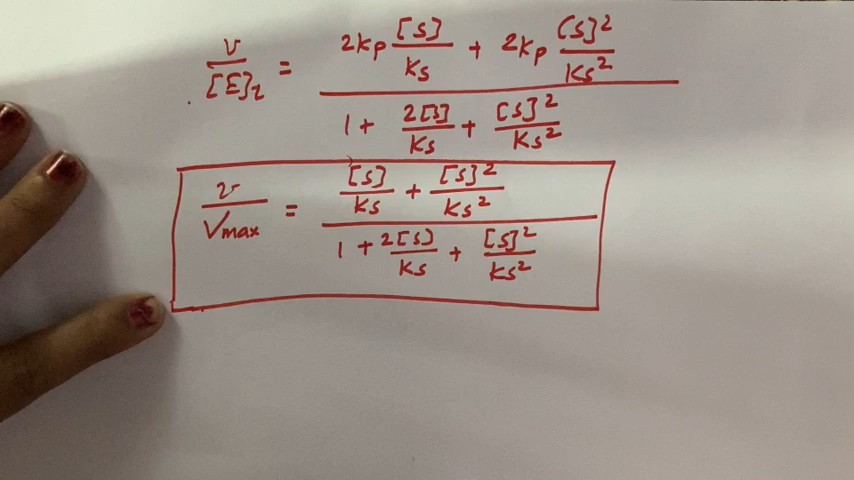 v/[E]t = (2kp [S]/Ks + 2kp [S]²/Ks²) / (1 + 2[S]/Ks + [S]²/Ks²)
v/Vmax = ([S]/Ks + [S]²/Ks²) / (1 + 2[S]/Ks + [S]²/Ks²)